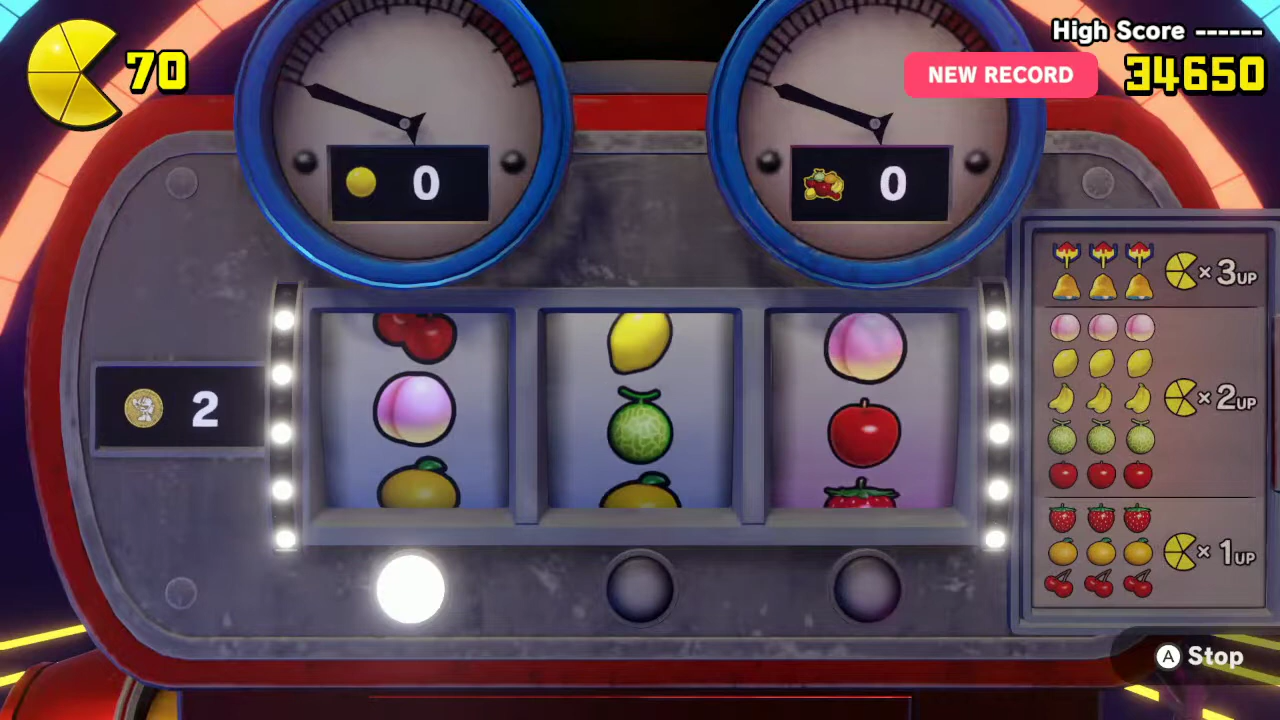 70
High Score ------
NEW RECORD
34650
0
0
2
× 3UP
× 2UP
× 1UP
A Stop